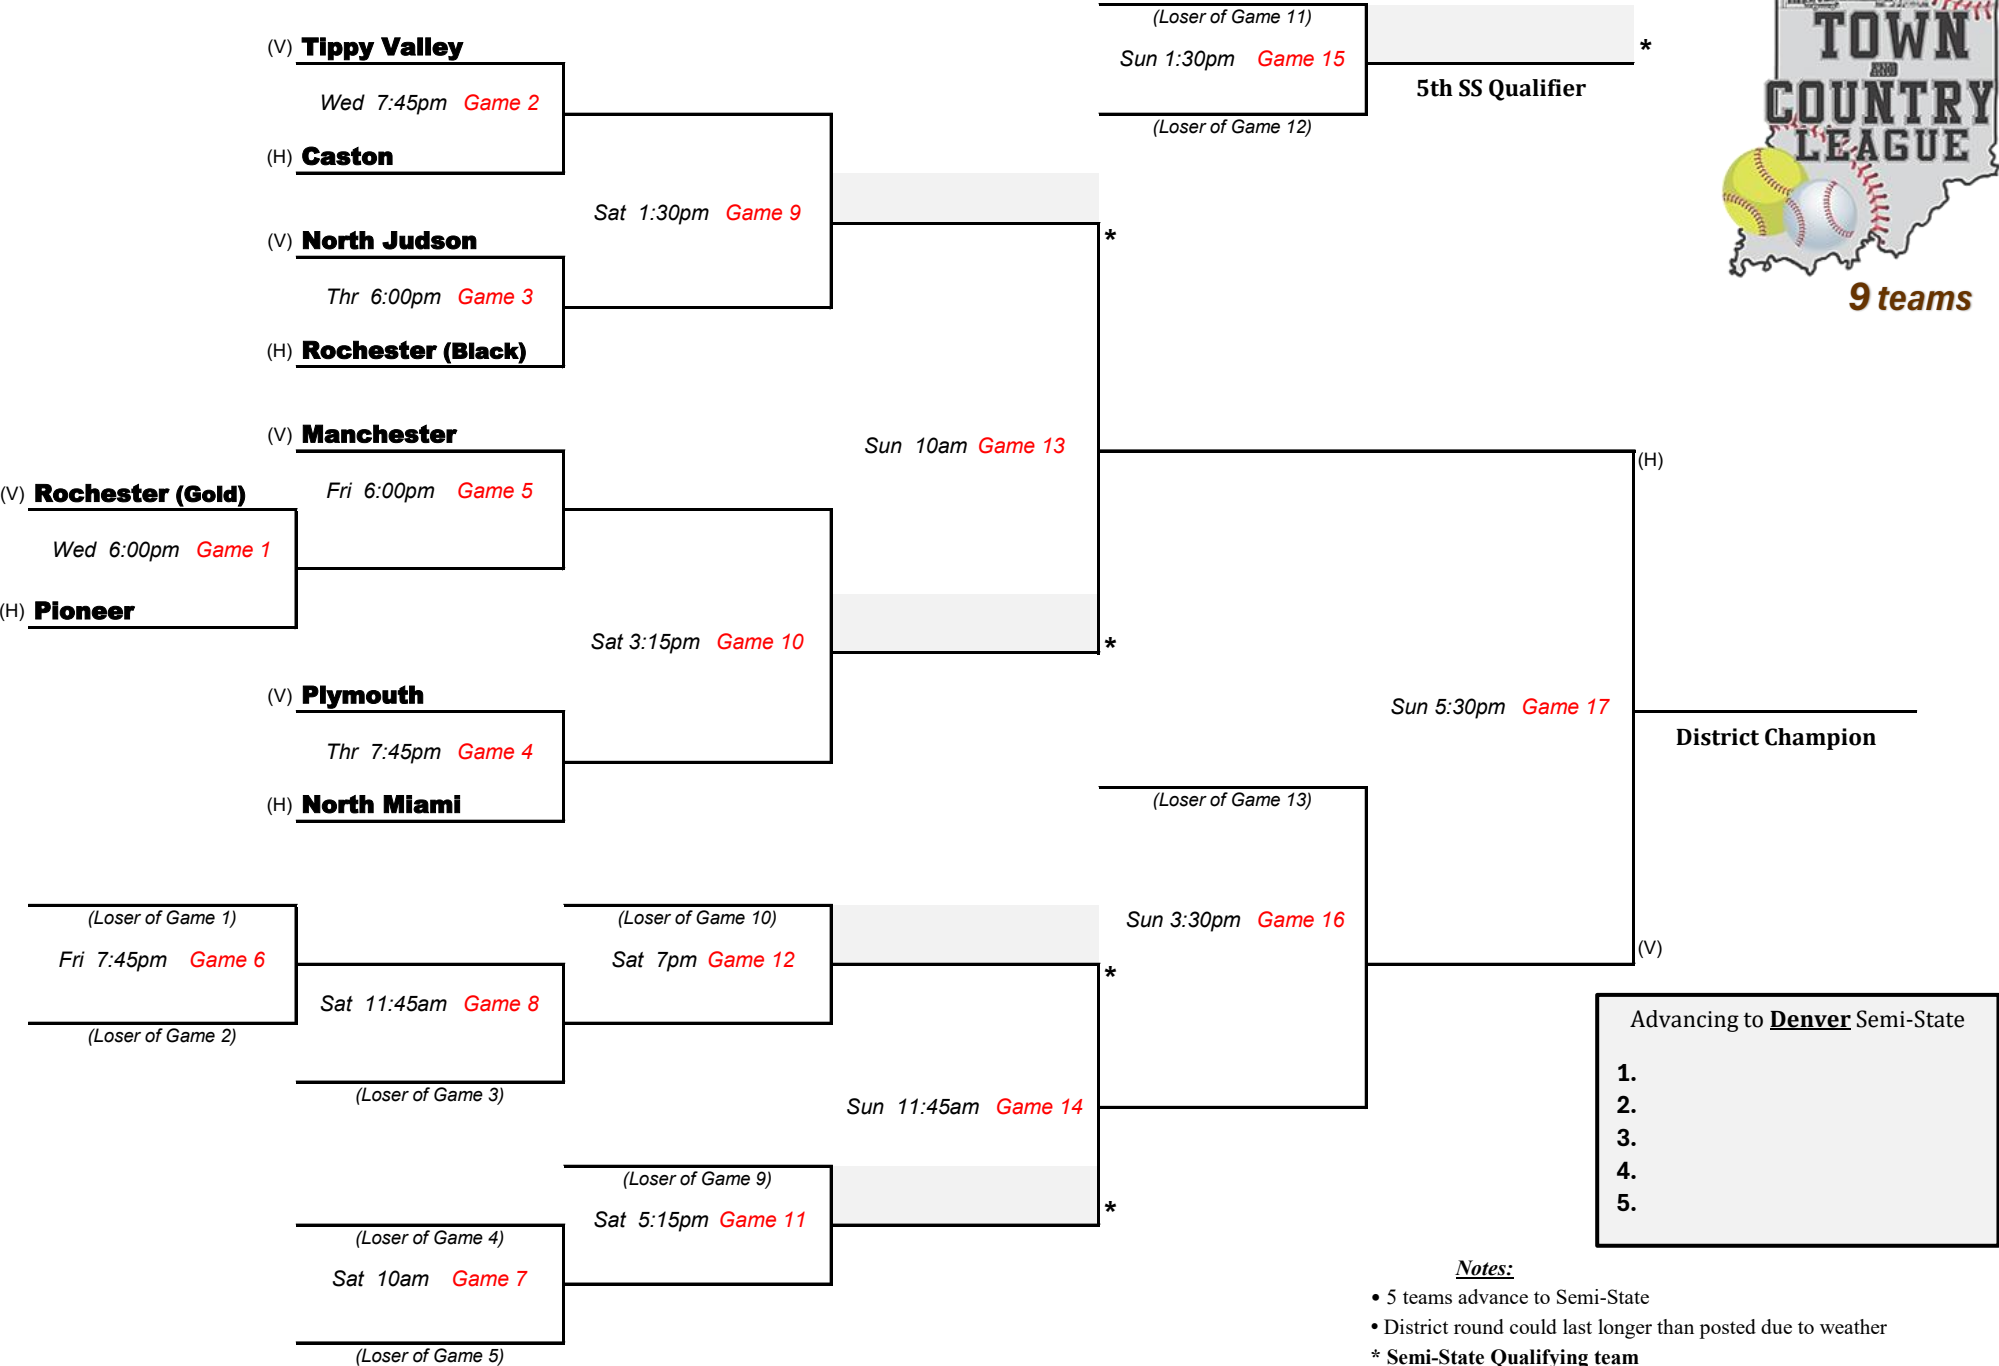 (Loser of Game 11)
(V) Tippy Valley
Sun 1:30pm Game 15
*
5th SS Qualifier
Wed 7:45pm Game 2
(Loser of Game 12)
(H) Caston
TOWN
AND
COUNTRY
LEAGUE
9 teams
Sat 1:30pm Game 9
*
(V) North Judson
Thr 6:00pm Game 3
(H) Rochester (Black)
(V) Manchester
Sun 10am Game 13
(H)
(V) Rochester (Gold)
Fri 6:00pm Game 5
Wed 6:00pm Game 1
(H) Pioneer
Sat 3:15pm Game 10
*
(V) Plymouth
Sun 5:30pm Game 17
District Champion
Thr 7:45pm Game 4
(H) North Miami
(Loser of Game 13)
(Loser of Game 1)
(Loser of Game 10)
Sun 3:30pm Game 16
Fri 7:45pm Game 6
Sat 7pm Game 12
*
(V)
Sat 11:45am Game 8
(Loser of Game 2)
(Loser of Game 3)
Sun 11:45am Game 14
Advancing to Denver Semi-State
1.
2.
3.
4.
5.
(Loser of Game 9)
Sat 5:15pm Game 11
*
(Loser of Game 4)
Sat 10am Game 7
(Loser of Game 5)
Notes:
• 5 teams advance to Semi-State
• District round could last longer than posted due to weather
* Semi-State Qualifying team